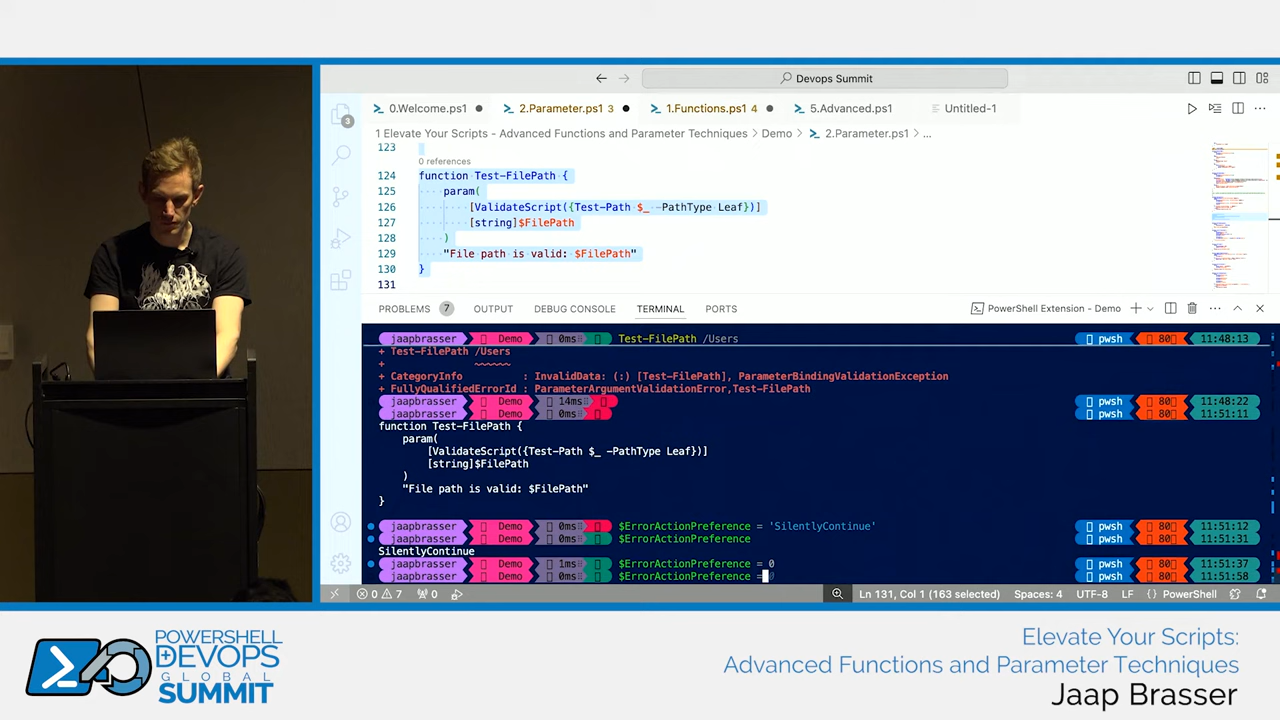 Devops Summit
0.Welcome.ps1
2.Parameter.ps1 3
1.Functions.ps1 4
5.Advanced.ps1
Untitled-1
1 Elevate Your Scripts - Advanced Functions and Parameter Techniques > Demo > 2.Parameter.ps1 > ...
3
123
0 references
124 function Test-FilePath {
125 param(
126 [ValidateScript({Test-Path $_ -PathType Leaf})]
127 [string]$FilePath
128 )
129 "File path is valid: $FilePath"
130 }
131
PROBLEMS 7 OUTPUT DEBUG CONSOLE TERMINAL PORTS
PowerShell Extension - Demo
jaapbrasser Demo 0ms Test-FilePath /Users pwsh 80 11:48:13
+ Test-FilePath /Users
+ ~~~~~~
+ CategoryInfo : InvalidData: (:) [Test-FilePath], ParameterBindingValidationException
+ FullyQualifiedErrorId : ParameterArgumentValidationError,Test-FilePath
jaapbrasser Demo 14ms pwsh 80 11:48:22
jaapbrasser Demo 0ms pwsh 80 11:51:11
function Test-FilePath {
param(
[ValidateScript({Test-Path $_ -PathType Leaf})]
[string]$FilePath
)
"File path is valid: $FilePath"
}
jaapbrasser Demo 0ms $ErrorActionPreference = 'SilentlyContinue' pwsh 80 11:51:12
jaapbrasser Demo 0ms $ErrorActionPreference pwsh 80 11:51:31
SilentlyContinue
jaapbrasser Demo 1ms $ErrorActionPreference = 0 pwsh 80 11:51:37
jaapbrasser Demo 0ms $ErrorActionPreference = 0 pwsh 80 11:51:58
0 7 0
Ln 131, Col 1 (163 selected) Spaces: 4 UTF-8 LF {} PowerShell
POWERSHELL
DEVOPS
GLOBAL
SUMMIT
Elevate Your Scripts:
Advanced Functions and Parameter Techniques
Jaap Brasser